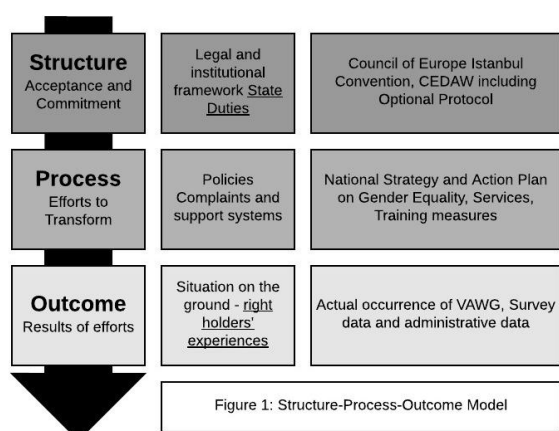 Structure
Acceptance and
Commitment
Legal and
institutional
framework State
Duties
Council of Europe Istanbul
Convention, CEDAW including
Optional Protocol
Process
Efforts to
Transform
Policies
Complaints and
support systems
National Strategy and Action Plan
on Gender Equality, Services,
Training measures
Outcome
Results of efforts
Situation on the
ground - right
holders'
experiences
Actual occurrence of VAWG, Survey
data and administrative data
Figure 1: Structure-Process-Outcome Model